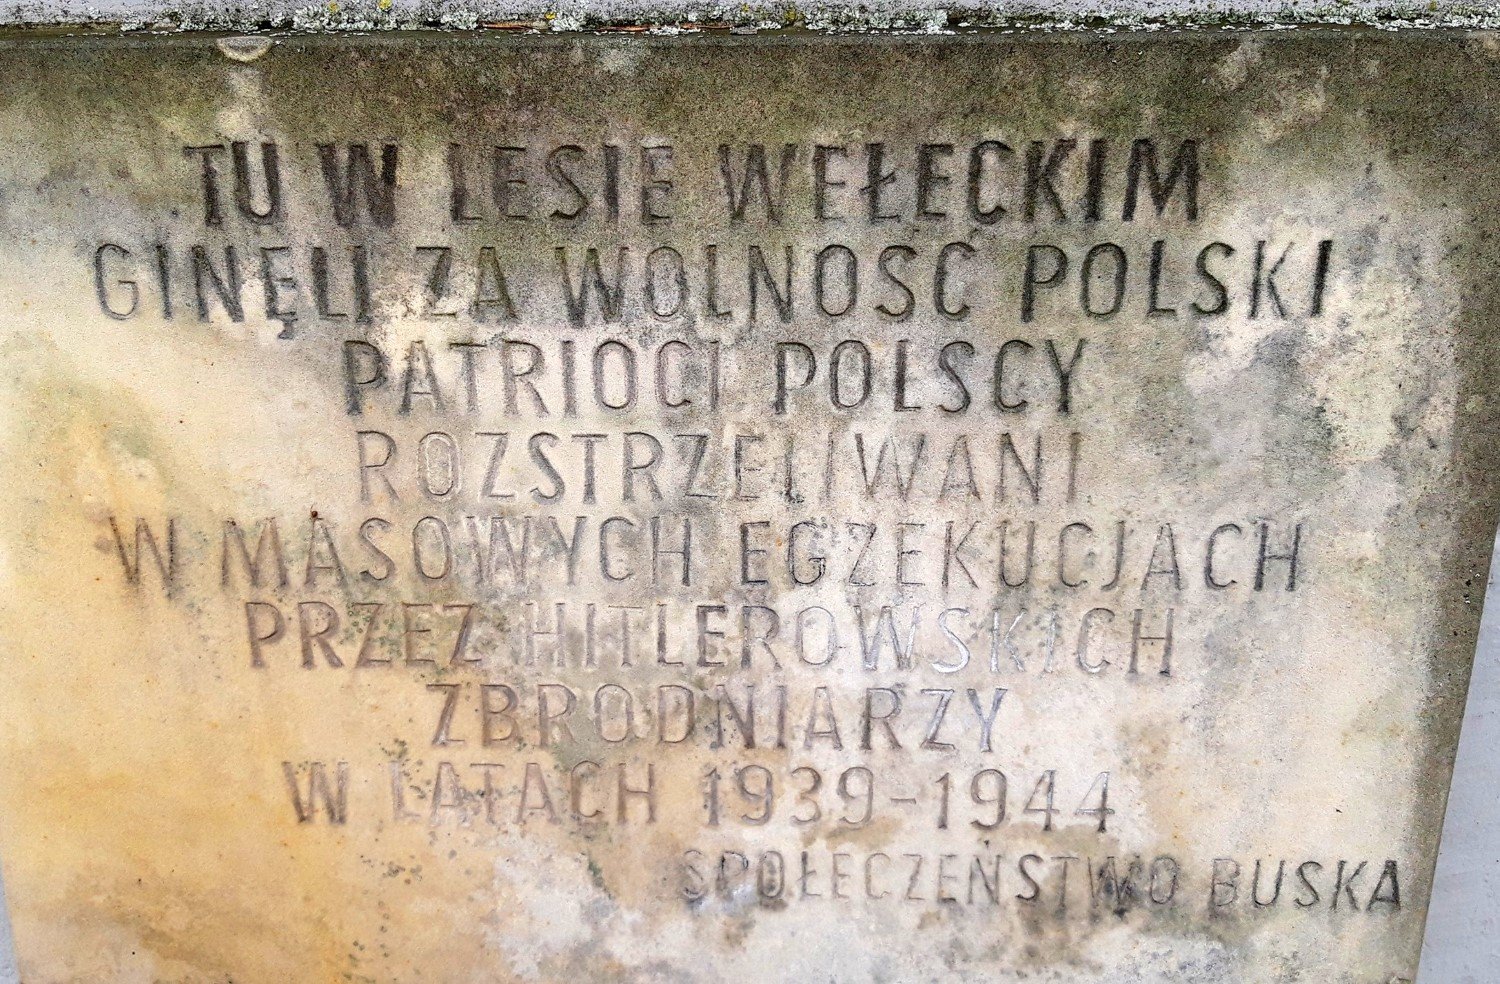 TU W LESIE WEŁECKIM
GINĘLI ZA WOLNOŚĆ POLSKI
PATRIOCI POLSCY
ROZSTRZELIWANI
W MASOWYCH EGZEKUCJACH
PRZEZ HITLEROWSKICH
ZBRODNIARZY
W LATACH 1939-1944
SPOŁECZEŃSTWO BUSKA